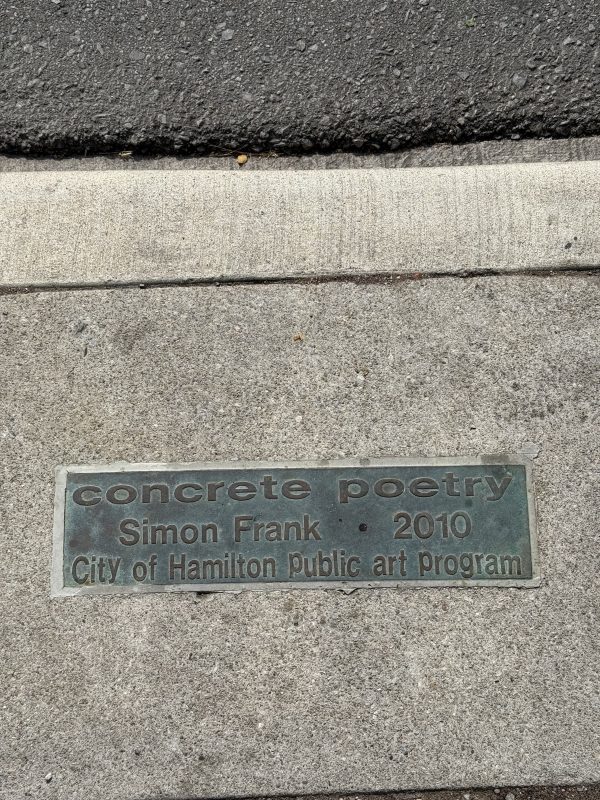 concrete poetry
Simon Frank • 2010
City of Hamilton Public art Program